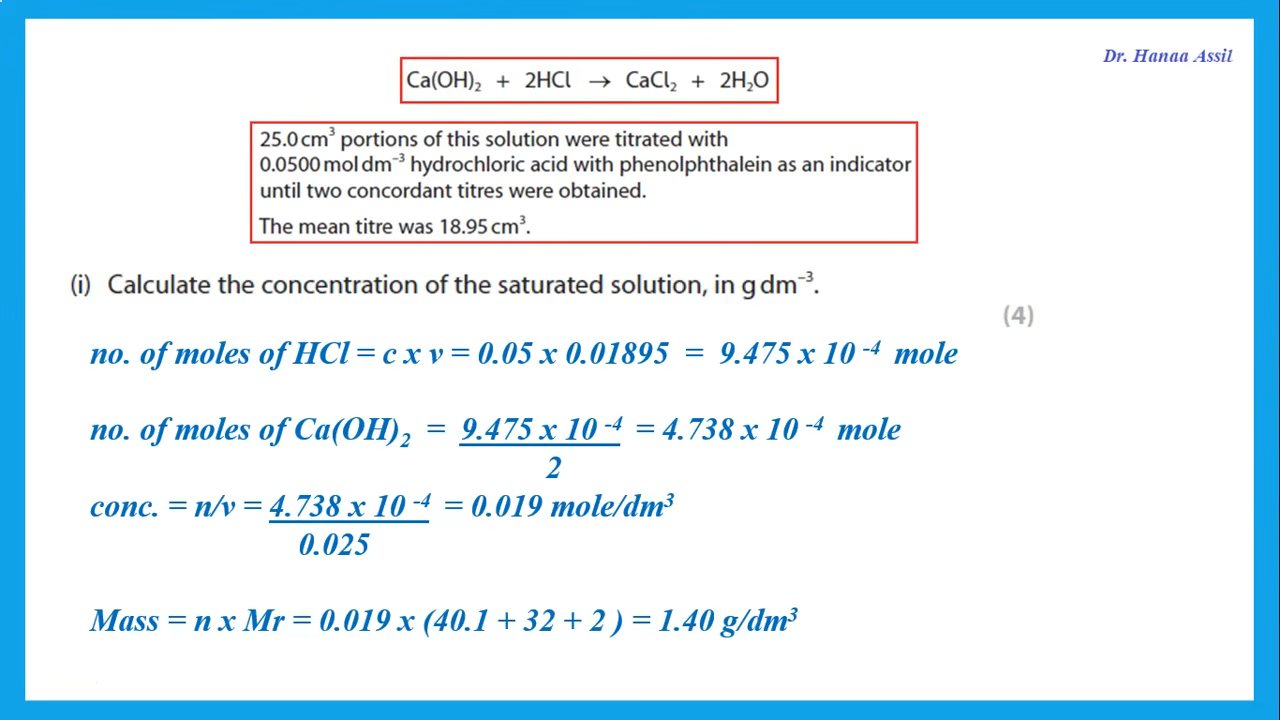 Dr. Hanaa Assil
Ca(OH)₂ + 2HCl → CaCl₂ + 2H₂O
25.0 cm³ portions of this solution were titrated with
0.0500 mol dm⁻³ hydrochloric acid with phenolphthalein as an indicator
until two concordant titres were obtained.
The mean titre was 18.95 cm³.
(i) Calculate the concentration of the saturated solution, in g dm⁻³.
(4)
no. of moles of HCl = c x v = 0.05 x 0.01895 = 9.475 x 10 ⁻⁴ mole
no. of moles of Ca(OH)₂ = 9.475 x 10 ⁻⁴ = 4.738 x 10 ⁻⁴ mole
2
conc. = n/v = 4.738 x 10 ⁻⁴ = 0.019 mole/dm³
0.025
Mass = n x Mr = 0.019 x (40.1 + 32 + 2 ) = 1.40 g/dm³